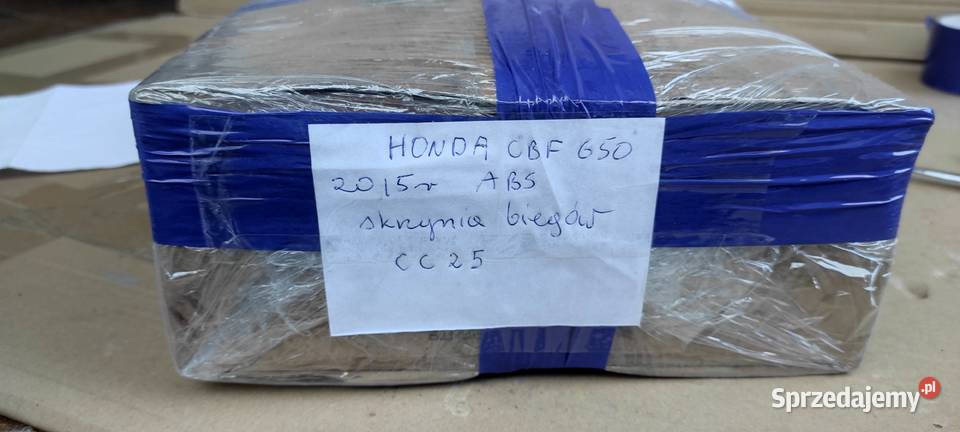 HONDA CBF 650
2015r ABS
skrzynia biegów
CC25
Sprzedajemy.pl